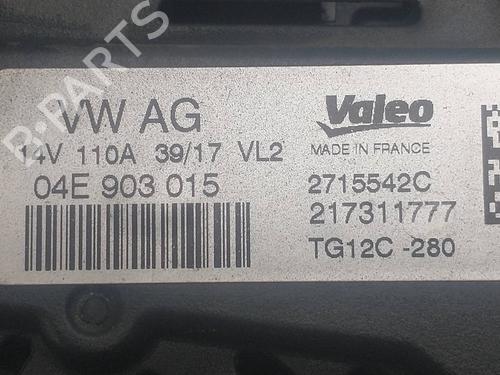 VW AG
14V 110A 39/17 VL2
04E 903 015
Valeo
MADE IN FRANCE
2715542C
217311777
TG12C -280
R-PARTS